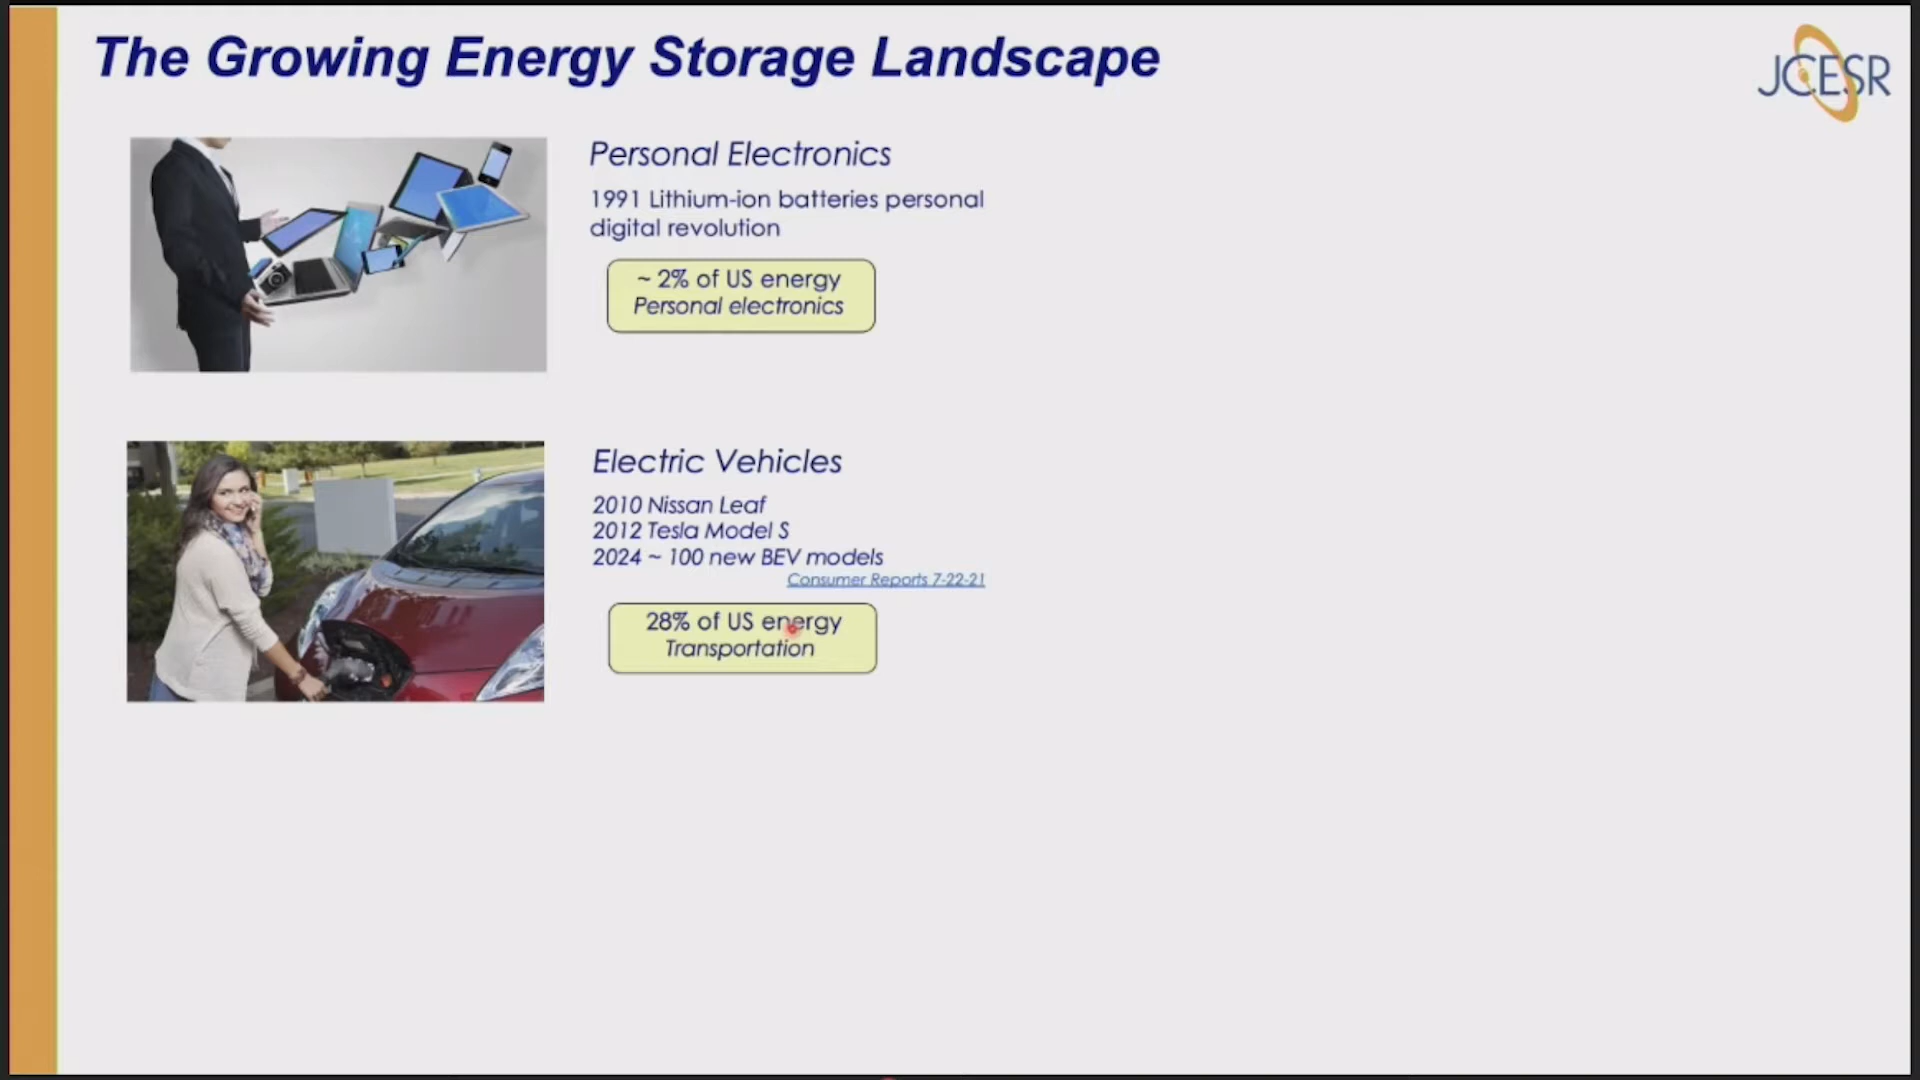 The Growing Energy Storage Landscape
JCESR
Personal Electronics
1991 Lithium-ion batteries personal
digital revolution
~ 2% of US energy
Personal electronics
Electric Vehicles
2010 Nissan Leaf
2012 Tesla Model S
2024 ~ 100 new BEV models
Consumer Reports 7-22-21
28% of US energy
Transportation